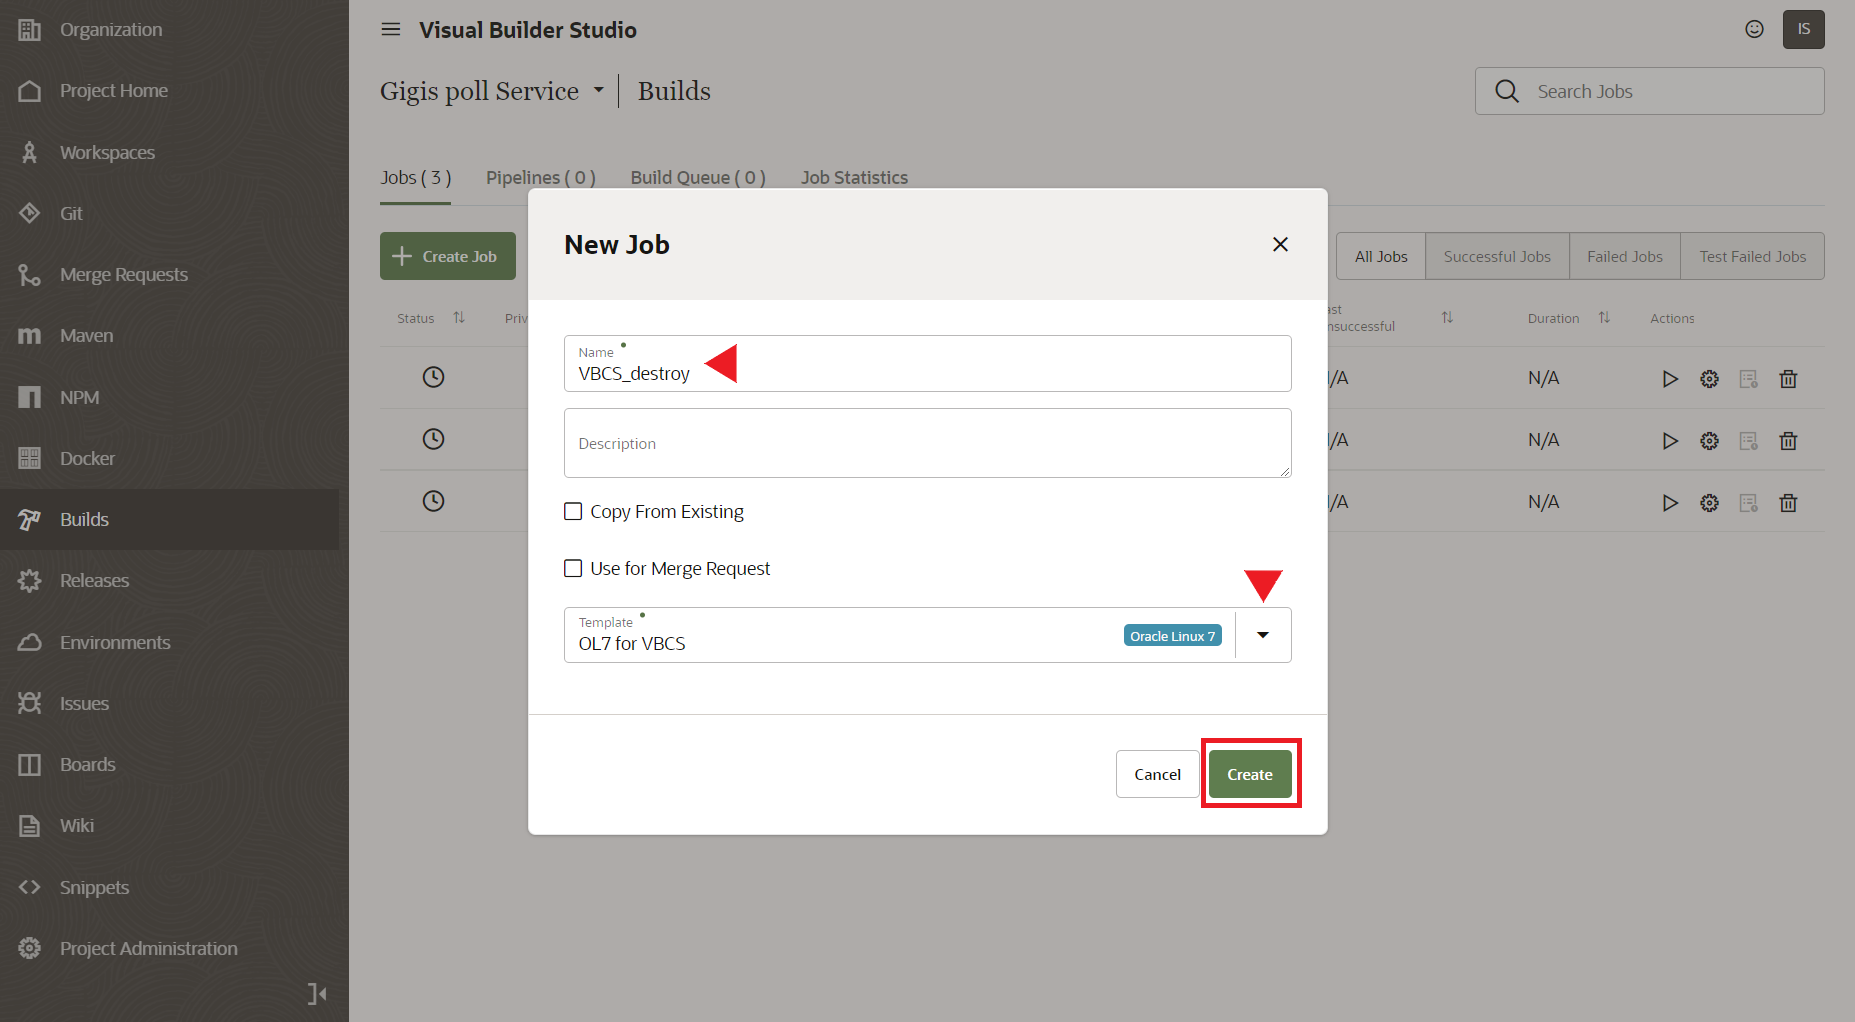 Organization
Project Home
Workspaces
Git
Merge Requests
Maven
NPM
Docker
Builds
Releases
Environments
Issues
Boards
Wiki
Snippets
Project Administration
Visual Builder Studio
IS
Gigis poll Service | Builds
Search Jobs
Jobs ( 3 ) Pipelines ( 0 ) Build Queue ( 0 ) Job Statistics
Create Job
All Jobs Successful Jobs Failed Jobs Test Failed Jobs
Status Priv
ast
nsuccessful
Duration Actions
/A N/A
/A N/A
/A N/A
New Job
Name
VBCS_destroy
Description
Copy From Existing
Use for Merge Request
Template
OL7 for VBCS Oracle Linux 7
Cancel Create